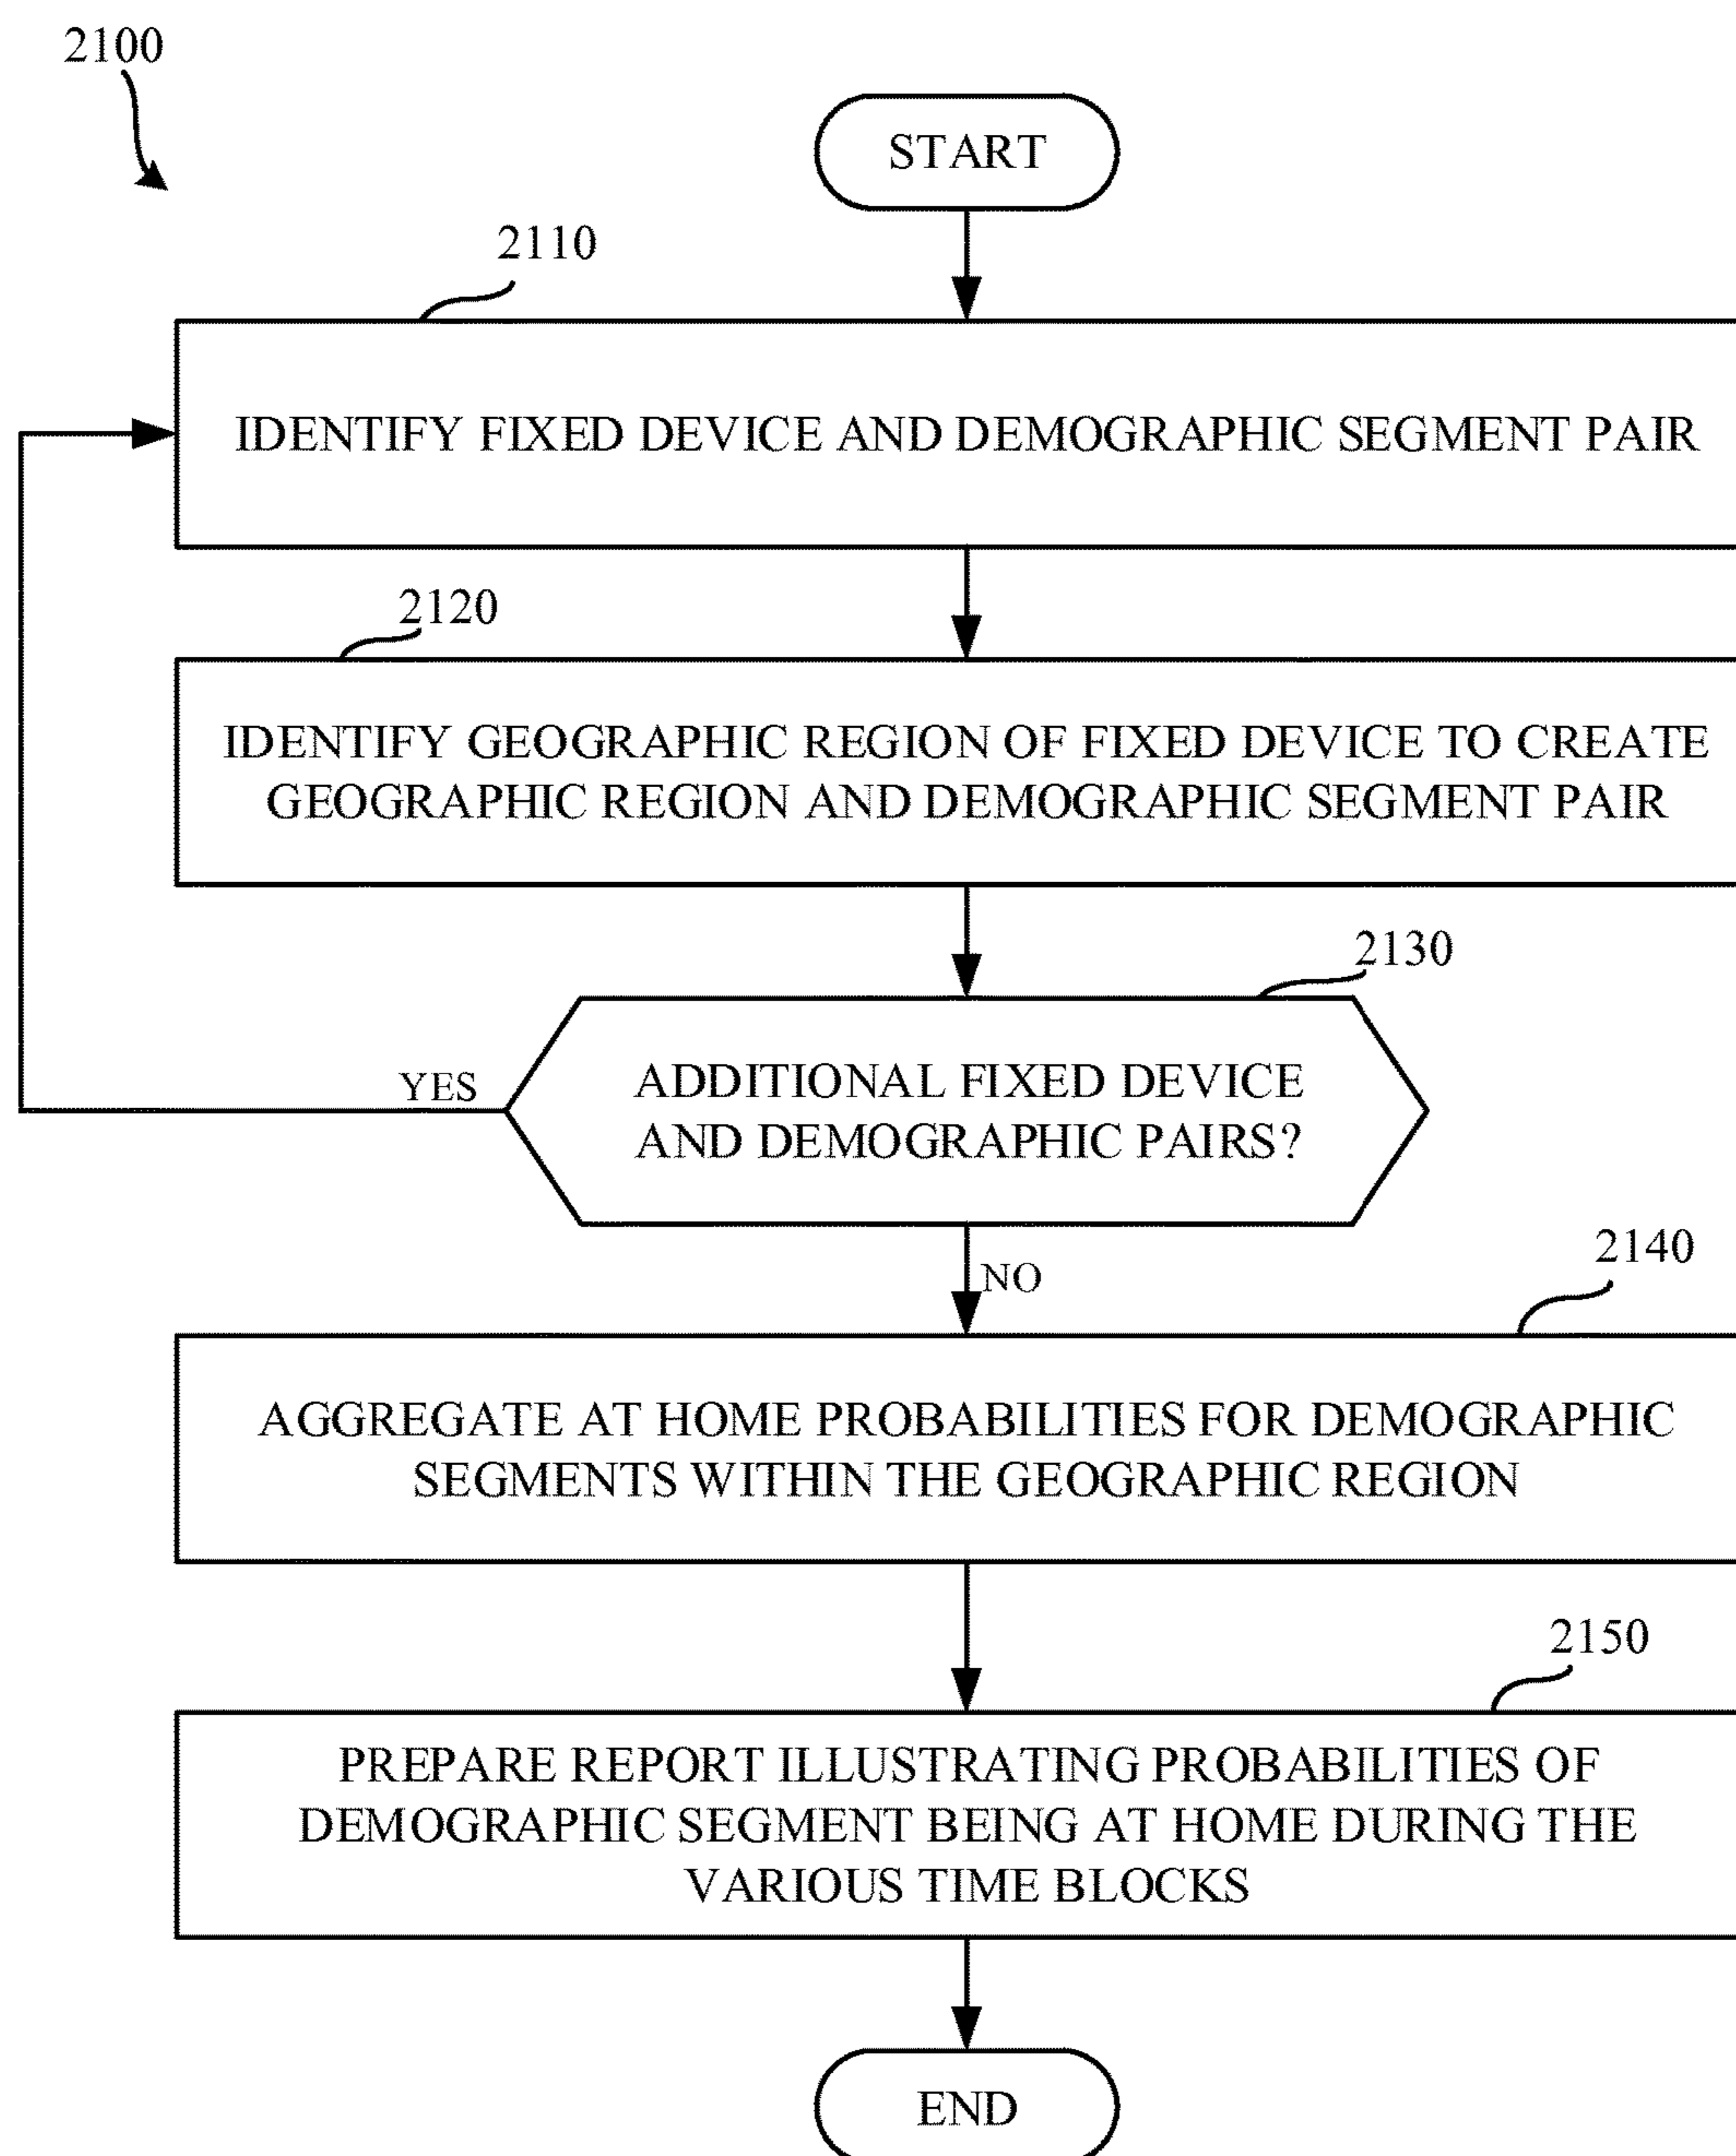 2100
START
2110
IDENTIFY FIXED DEVICE AND DEMOGRAPHIC SEGMENT PAIR
2120
IDENTIFY GEOGRAPHIC REGION OF FIXED DEVICE TO CREATE
GEOGRAPHIC REGION AND DEMOGRAPHIC SEGMENT PAIR
2130
YES
ADDITIONAL FIXED DEVICE
AND DEMOGRAPHIC PAIRS?
2140
NO
AGGREGATE AT HOME PROBABILITIES FOR DEMOGRAPHIC
SEGMENTS WITHIN THE GEOGRAPHIC REGION
2150
PREPARE REPORT ILLUSTRATING PROBABILITIES OF
DEMOGRAPHIC SEGMENT BEING AT HOME DURING THE
VARIOUS TIME BLOCKS
END